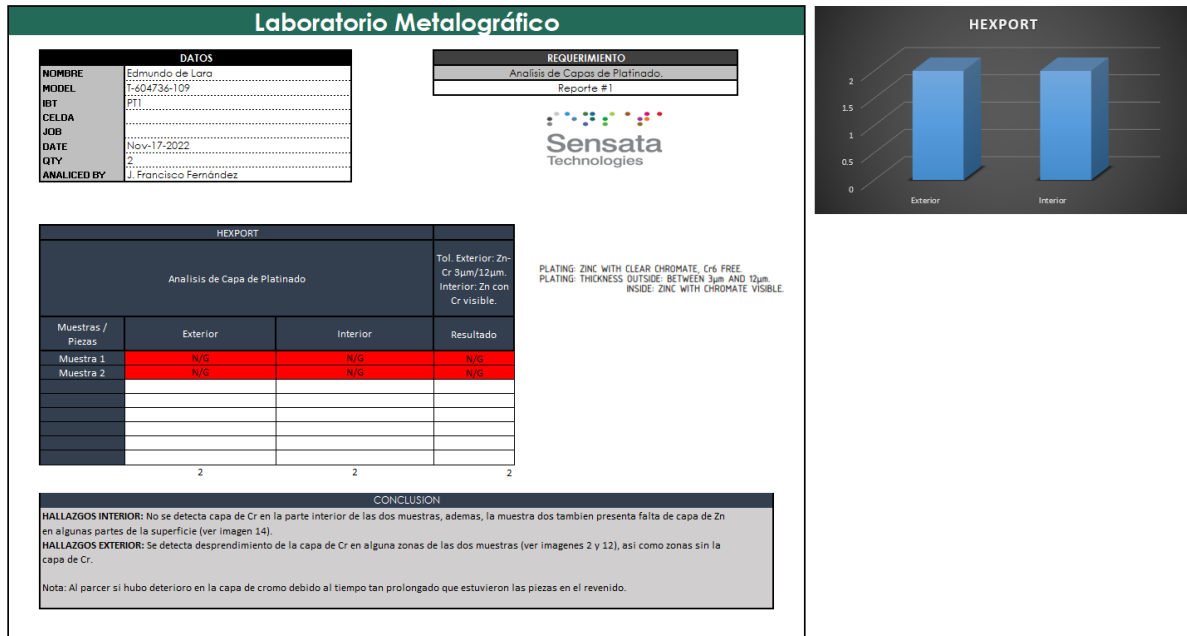 Laboratorio Metalográfico
DATOS
NOMBRE Edmundo de Lara
MODEL T-604736-109
IBT PT1
CELDA
JOB
DATE Nov-17-2022
QTY 2
ANALICED BY J. Francisco Fernández
REQUERIMIENTO
Analisis de Capas de Platinado.
Reporte #1
Sensata
Technologies
HEXPORT
Analisis de Capa de Platinado
Tol. Exterior: Zn-
Cr 3µm/12µm.
Interior: Zn con
Cr visible.
Muestras /
Piezas
Exterior Interior Resultado
Muestra 1 N/G N/G N/G
Muestra 2 N/G N/G N/G
2 2 2
PLATING: ZINC WITH CLEAR CHROMATE, Cr6 FREE.
PLATING: THICKNESS OUTSIDE: BETWEEN 3µm AND 12µm.
INSIDE: ZINC WITH CHROMATE VISIBLE.
CONCLUSION
HALLAZGOS INTERIOR: No se detecta capa de Cr en la parte interior de las dos muestras, ademas, la muestra dos tambien presenta falta de capa de Zn
en algunas partes de la superficie (ver imagen 14).
HALLAZGOS EXTERIOR: Se detecta desprendimiento de la capa de Cr en alguna zonas de las dos muestras (ver imagenes 2 y 12), asi como zonas sin la
capa de Cr.
Nota: Al parcer si hubo deterioro en la capa de cromo debido al tiempo tan prolongado que estuvieron las piezas en el revenido.
HEXPORT
2
1.5
1
0.5
0
Exterior Interior